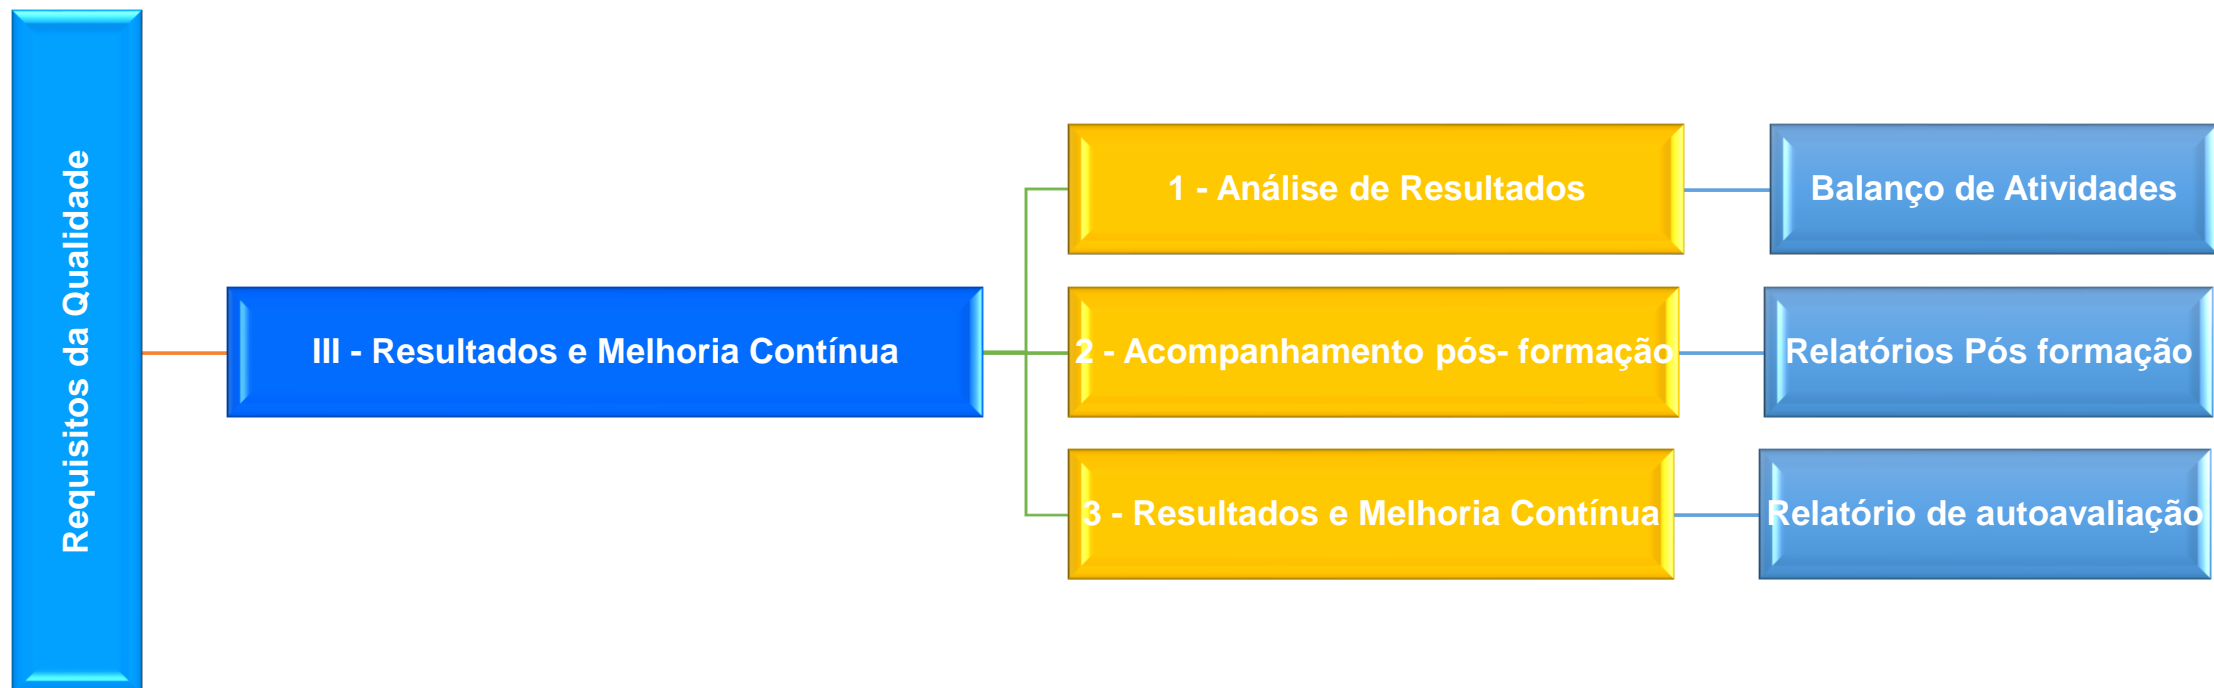 Requisitos da Qualidade
III - Resultados e Melhoria Contínua
1 - Análise de Resultados
Balanço de Atividades
2 - Acompanhamento pós- formação
Relatórios Pós formação
3 - Resultados e Melhoria Contínua
Relatório de autoavaliação